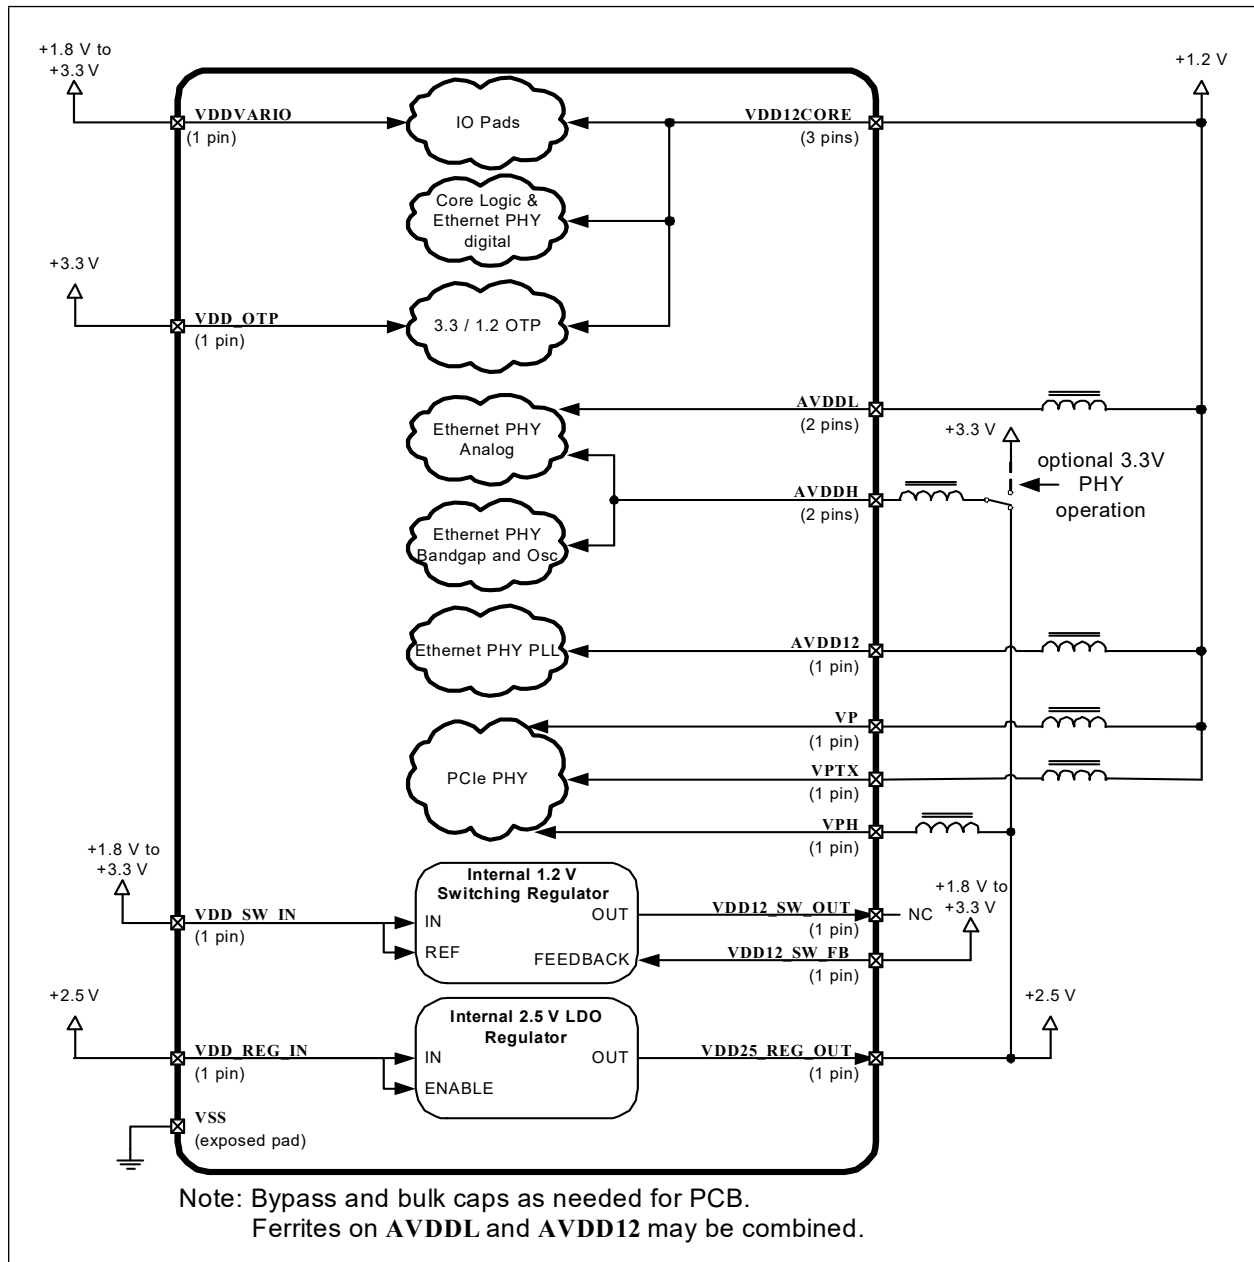 +1.8 V to
+3.3 V
+1.2 V
VDDVARIO
(1 pin)
IO Pads
VDD12CORE
(3 pins)
Core Logic &
Ethernet PHY
digital
+3.3 V
VDD_OTP
(1 pin)
3.3 / 1.2 OTP
Ethernet PHY
Analog
AVDDL
(2 pins)
+3.3 V
optional 3.3V
PHY
operation
AVDDH
(2 pins)
Ethernet PHY
Bandgap and Osc
Ethernet PHY PLL
AVDD12
(1 pin)
VP
(1 pin)
PCIe PHY
VPTX
(1 pin)
VPH
(1 pin)
+1.8 V to
+3.3 V
VDD_SW_IN
(1 pin)
Internal 1.2 V
Switching Regulator
IN
REF
OUT
FEEDBACK
VDD12_SW_OUT
(1 pin)
NC
+1.8 V to
+3.3 V
VDD12_SW_FB
(1 pin)
+2.5 V
VDD_REG_IN
(1 pin)
Internal 2.5 V LDO
Regulator
IN
ENABLE
OUT
VDD25_REG_OUT
(1 pin)
+2.5 V
VSS
(exposed pad)
Note: Bypass and bulk caps as needed for PCB.
Ferrites on AVDDL and AVDD12 may be combined.